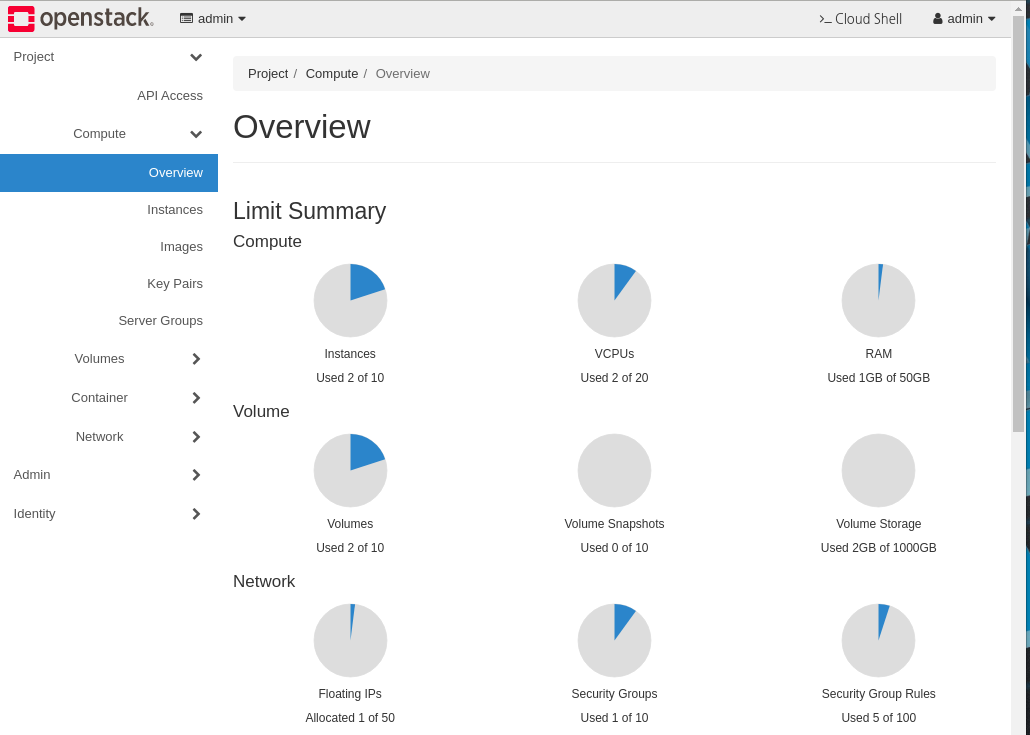 openstack. admin Cloud Shell admin
Project
API Access
Compute
Overview
Instances
Images
Key Pairs
Server Groups
Volumes
Container
Network
Admin
Identity
Project / Compute / Overview
Overview
Limit Summary
Compute
Instances
Used 2 of 10
VCPUs
Used 2 of 20
RAM
Used 1GB of 50GB
Volume
Volumes
Used 2 of 10
Volume Snapshots
Used 0 of 10
Volume Storage
Used 2GB of 1000GB
Network
Floating IPs
Allocated 1 of 50
Security Groups
Used 1 of 10
Security Group Rules
Used 5 of 100